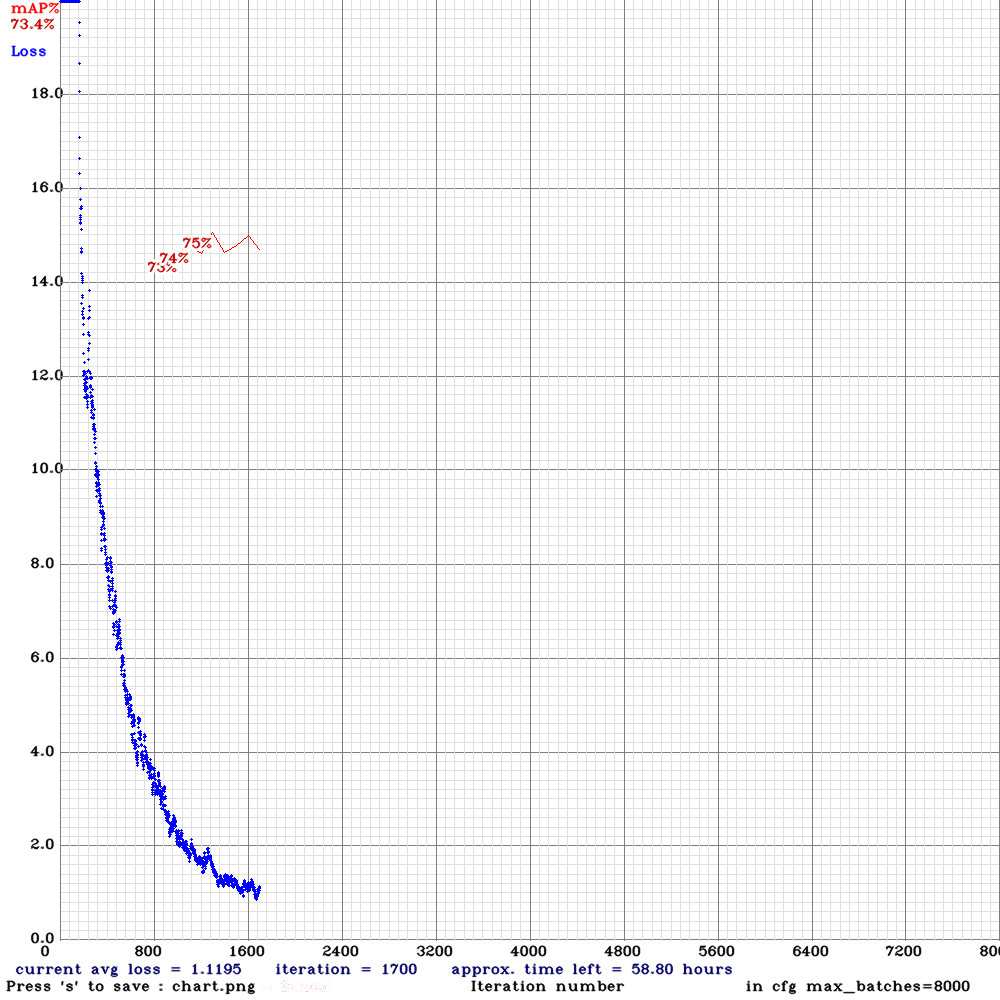 mAP%
73.4%
Loss
18.0
16.0
75%
74%
73%
14.0
12.0
10.0
8.0
6.0
4.0
2.0
0.0
0 800 1600 2400 3200 4000 4800 5600 6400 7200 800
current avg loss = 1.1195 iteration = 1700 approx. time left = 58.80 hours
Press 's' to save : chart.png Iteration number in cfg max_batches=8000